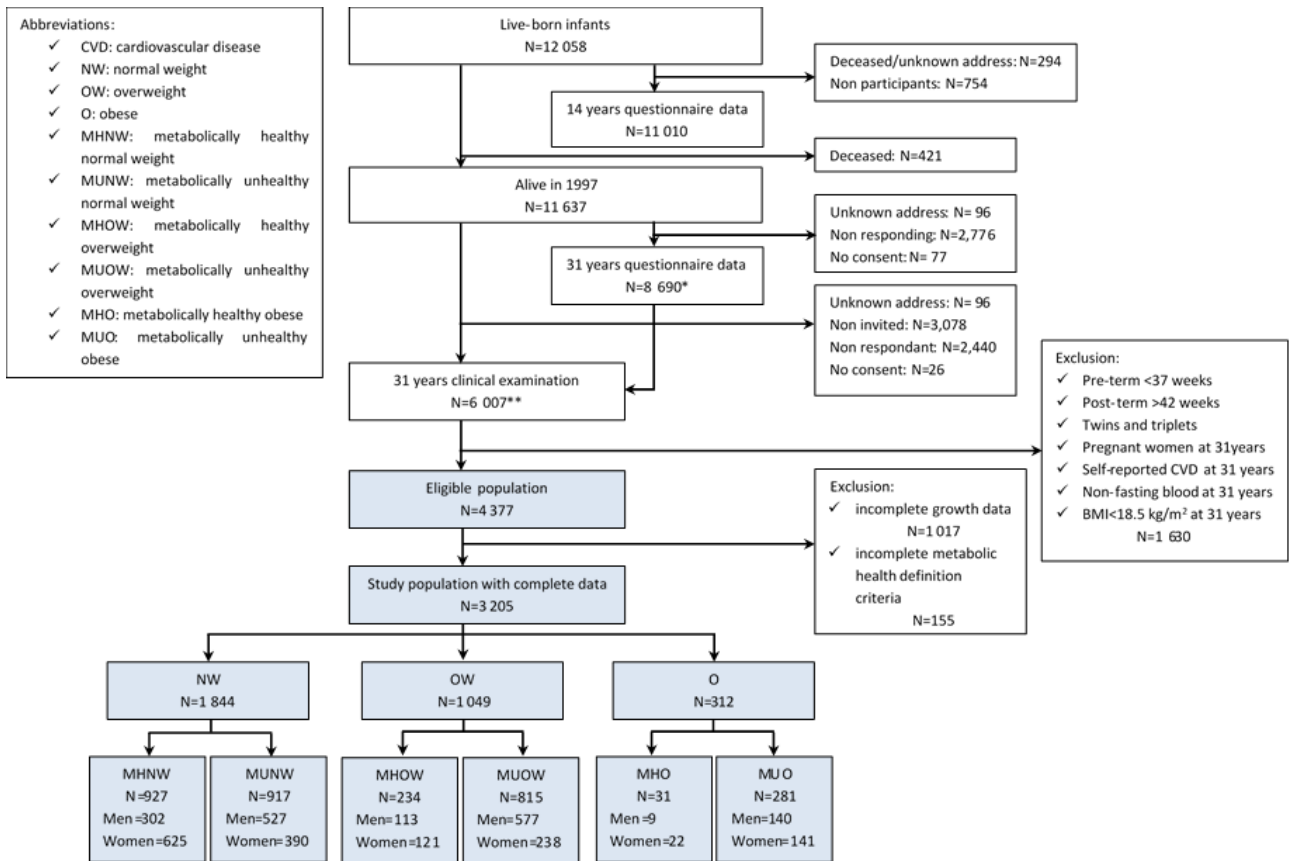 Abbreviations:
✓ CVD: cardiovascular disease
✓ NW: normal weight
✓ OW: overweight
✓ O: obese
✓ MHNW: metabolically healthy
normal weight
✓ MUNW: metabolically unhealthy
normal weight
✓ MHOW: metabolically healthy
overweight
✓ MUOW: metabolically unhealthy
overweight
✓ MHO: metabolically healthy obese
✓ MUO: metabolically unhealthy
obese
Live-born infants
N=12 058
Deceased/unknown address: N=294
Non participants: N=754
14 years questionnaire data
N=11 010
Deceased: N=421
Alive in 1997
N=11 637
Unknown address: N= 96
Non responding: N=2,776
No consent: N= 77
31 years questionnaire data
N=8 690*
Unknown address: N= 96
Non invited: N=3,078
Non respondant: N=2,440
No consent: N=26
31 years clinical examination
N=6 007**
Exclusion:
✓ Pre-term <37 weeks
✓ Post-term >42 weeks
✓ Twins and triplets
✓ Pregnant women at 31years
✓ Self-reported CVD at 31 years
✓ Non-fasting blood at 31 years
✓ BMI<18.5 kg/m² at 31 years
N=1 630
Eligible population
N=4 377
Exclusion:
✓ incomplete growth data
N=1 017
✓ incomplete metabolic
health definition
criteria
N=155
Study population with complete data
N=3 205
NW
N=1 844
OW
N=1 049
O
N=312
MHNW
N=927
Men=302
Women=625
MUNW
N=917
Men=527
Women=390
MHOW
N=234
Men=113
Women=121
MUOW
N=815
Men=577
Women=238
MHO
N=31
Men=9
Women=22
MUO
N=281
Men=140
Women=141